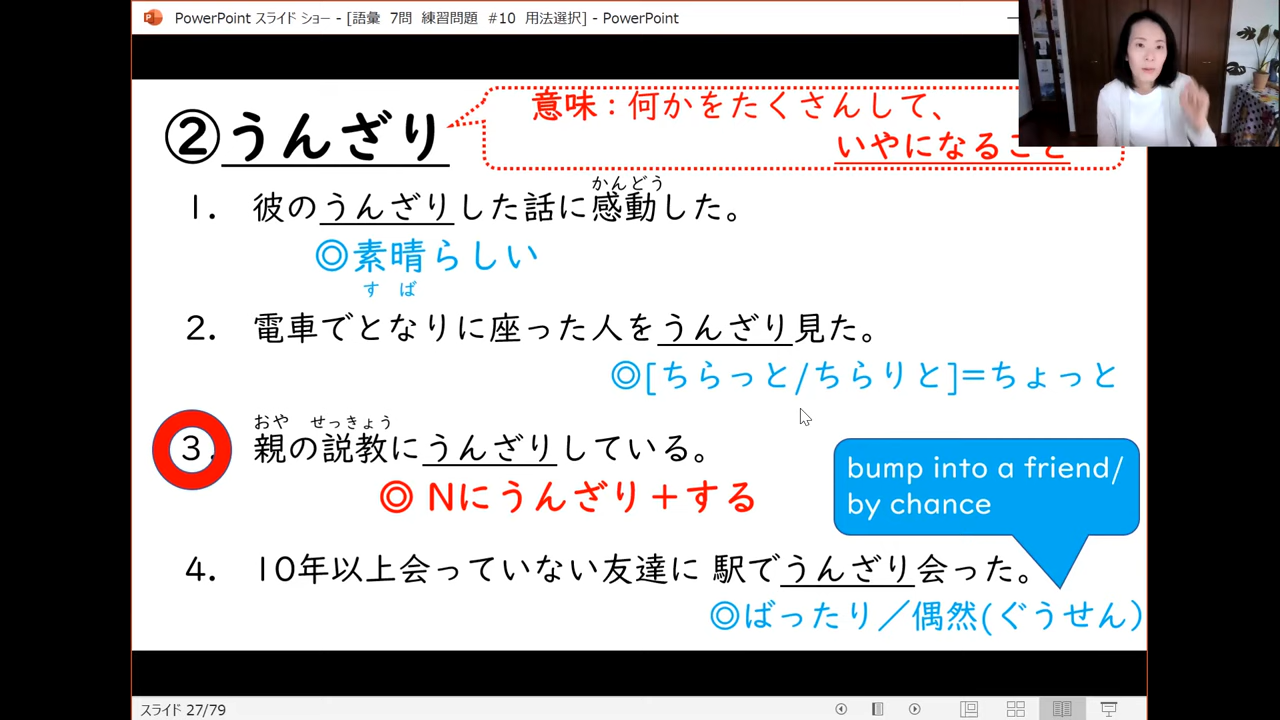 PowerPoint スライド ショー - [語彙 7問 練習問題 #10 用法選択] - PowerPoint
②うんざり
意味：何かをたくさんして、
いやになること
かんどう
1. 彼のうんざりした話に感動した。
◎素晴らしい
す ば
2. 電車でとなりに座った人をうんざり見た。
◎[ちらっと/ちらりと]=ちょっと
おや せっきょう
3. 親の説教にうんざりしている。
◎ Nにうんざり＋する
bump into a friend/
by chance
4. 10年以上会っていない友達に 駅でうんざり会った。
◎ばったり／偶然(ぐうせん)
スライド 27/79